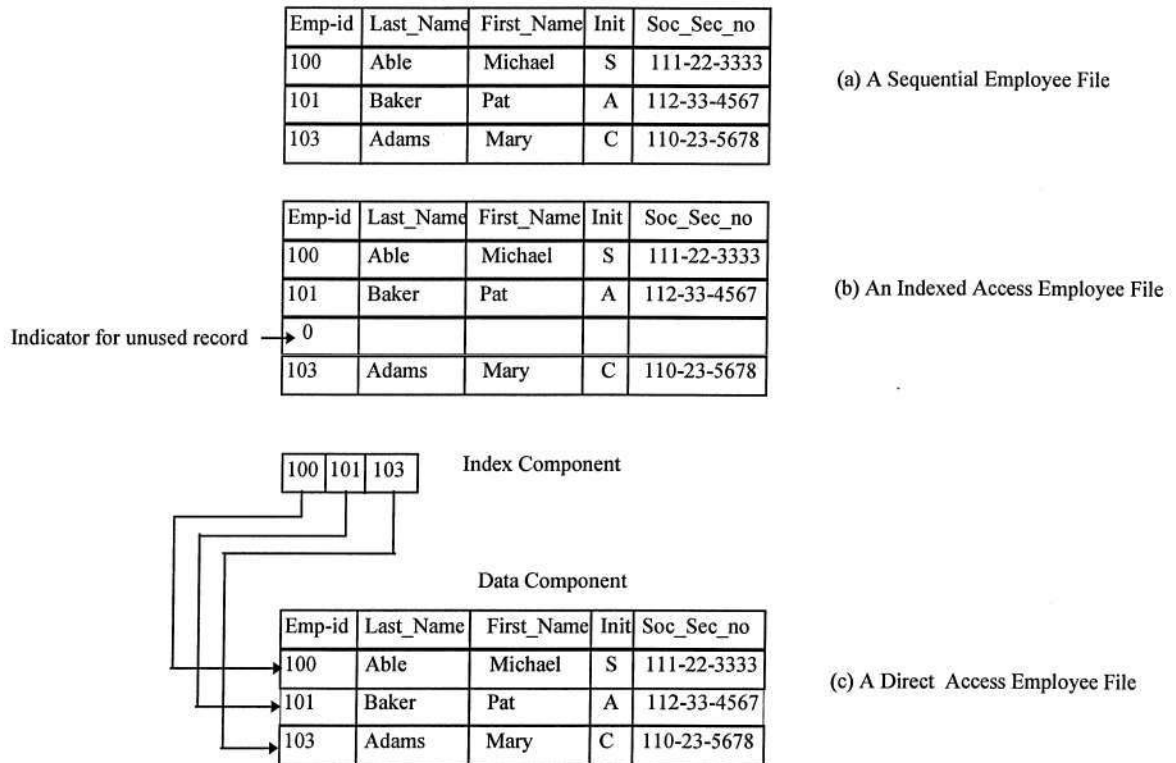 Emp-id Last_Name First_Name Init Soc_Sec_no
100 Able Michael S 111-22-3333
(a) A Sequential Employee File
101 Baker Pat A 112-33-4567
103 Adams Mary C 110-23-5678
Emp-id Last_Name First_Name Init Soc_Sec_no
100 Able Michael S 111-22-3333
101 Baker Pat A 112-33-4567
(b) An Indexed Access Employee File
Indicator for unused record 0
103 Adams Mary C 110-23-5678
100 101 103 Index Component
Data Component
Emp-id Last_Name First_Name Init Soc_Sec_no
100 Able Michael S 111-22-3333
(c) A Direct Access Employee File
101 Baker Pat A 112-33-4567
103 Adams Mary C 110-23-5678